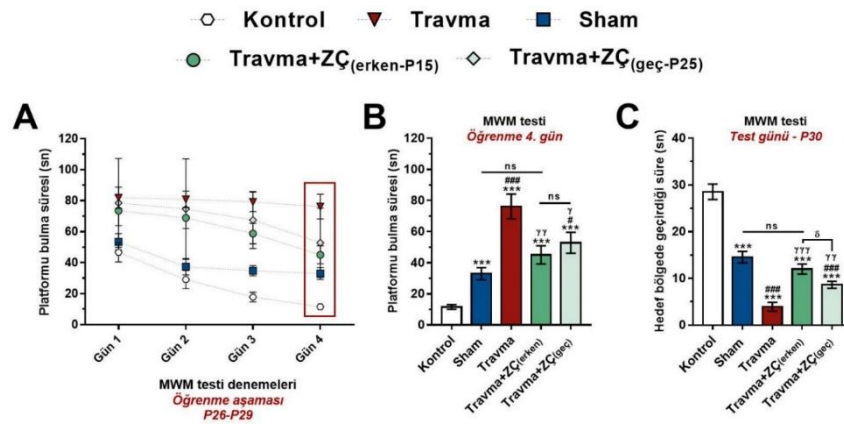 Kontrol Travma Sham
Travma+ZÇ(erken-P15) Travma+ZÇ(geç-P25)
A
Platformu bulma süresi (sn)
120
100
80
60
40
20
0
Gün 1
Gün 2
Gün 3
Gün 4
MWM testi denemeleri
Öğrenme aşaması
P26-P29
B
MWM testi
Öğrenme 4. gün
Platformu bulma süresi (sn)
120
100
80
60
40
20
0
ns
ns
***
###
***
γγ
***
γ
#
***
Kontrol
Sham
Travma
Travma+ZÇ(erken)
Travma+ZÇ(geç)
C
MWM testi
Test günü - P30
Hedef bölgede geçirdiği süre (sn)
40
30
20
10
0
ns
δ
***
###
***
γγγ
***
γγ
###
***
Kontrol
Sham
Travma
Travma+ZÇ(erken)
Travma+ZÇ(geç)